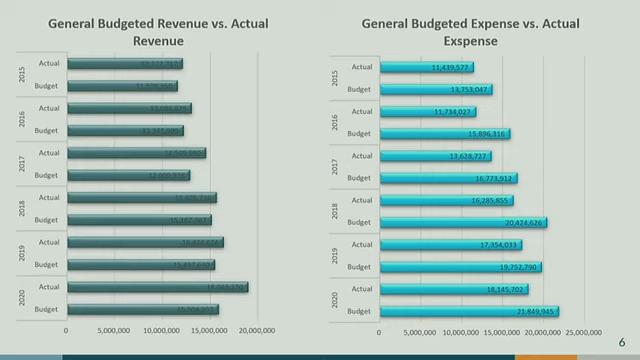 General Budgeted Revenue vs. Actual
Revenue
2015
Actual
Budget
2016
Actual
Budget
2017
Actual
Budget
2018
Actual
Budget
2019
Actual
Budget
2020
Actual
Budget
0 5,000,000 10,000,000 15,000,000 20,000,000
General Budgeted Expense vs. Actual
Exspense
2015
Actual 11,439,577
Budget 13,753,047
2016
Actual 11,734,027
Budget 15,896,316
2017
Actual 13,628,727
Budget 16,773,912
2018
Actual 16,285,855
Budget 20,424,626
2019
Actual 17,354,033
Budget 19,752,790
2020
Actual 18,145,702
Budget 21,849,945
0 5,000,000 10,000,000 15,000,000 20,000,000 25,000,000
6